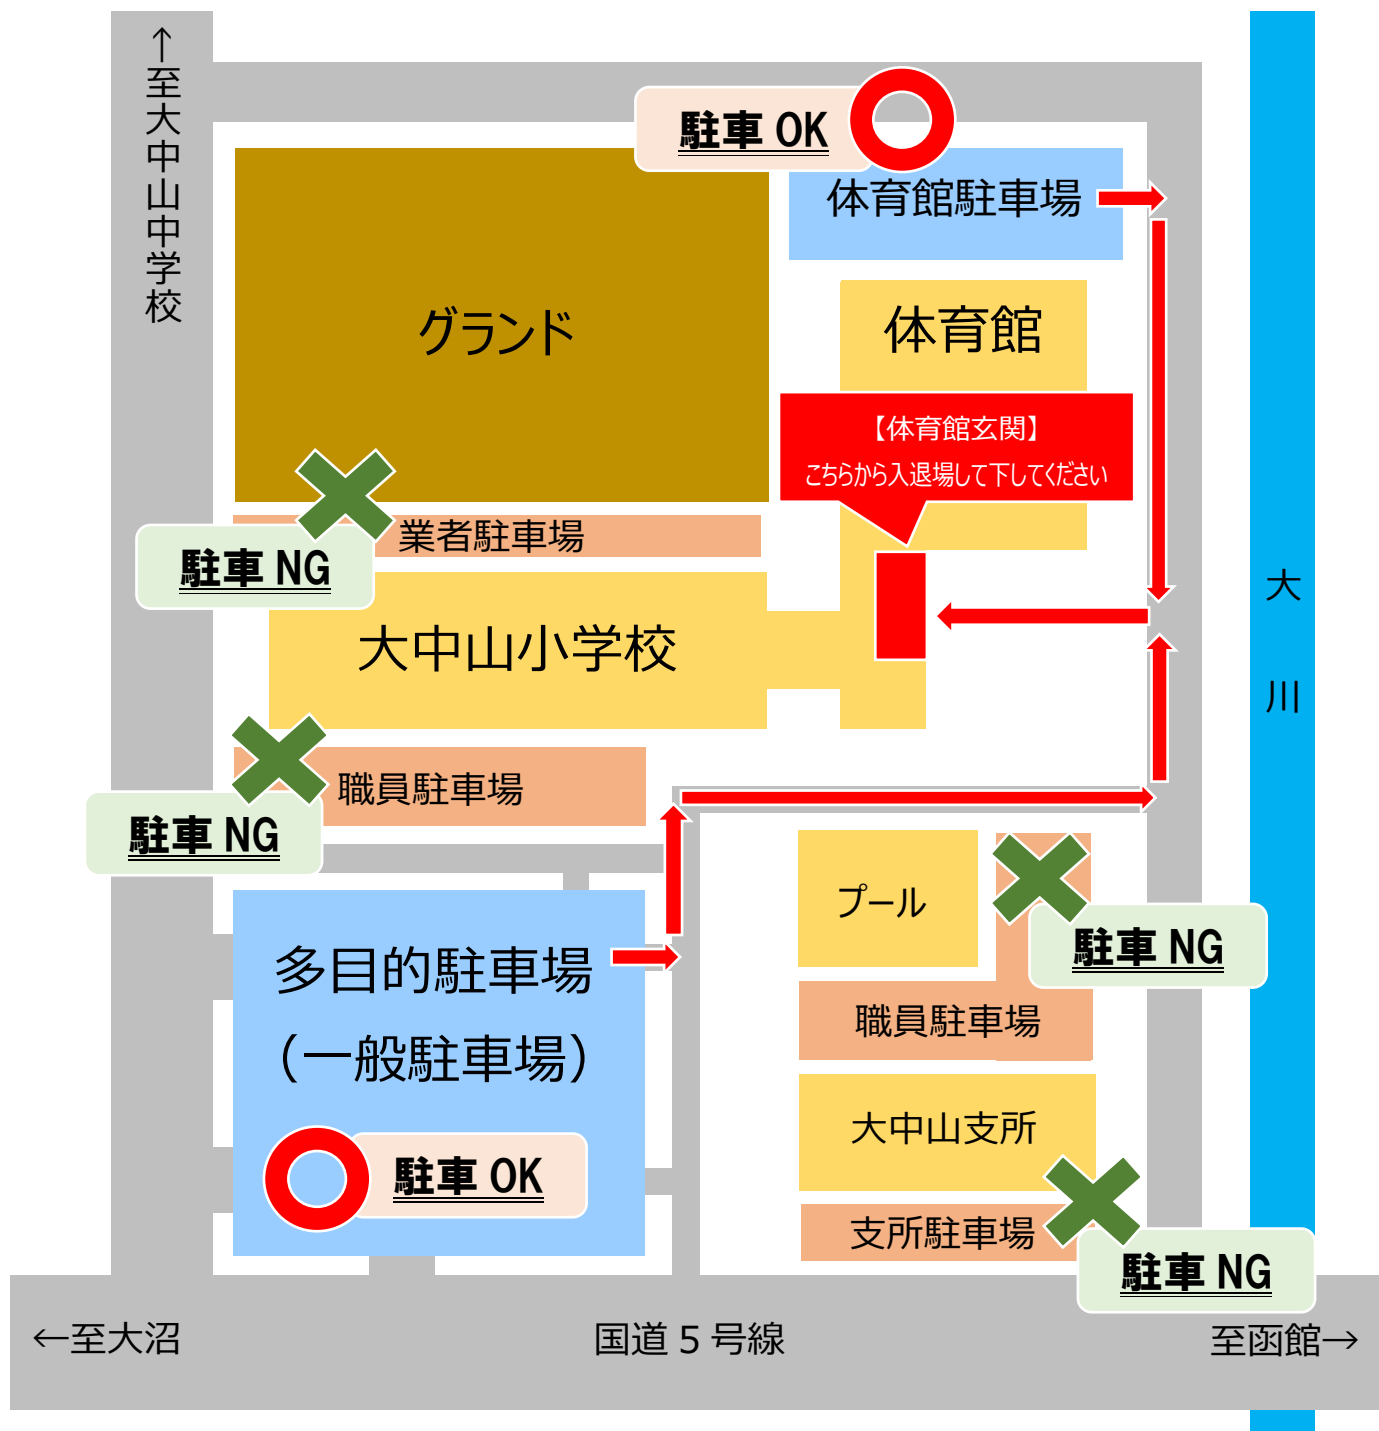 ↑至大中山中学校
駐車 OK
体育館駐車場
グランド
体育館
【体育館玄関】
こちらから入退場して下してください
業者駐車場
駐車 NG
大川
大中山小学校
職員駐車場
駐車 NG
プール
駐車 NG
多目的駐車場
（一般駐車場）
職員駐車場
大中山支所
駐車 OK
支所駐車場
駐車 NG
←至大沼
国道 5 号線
至函館→